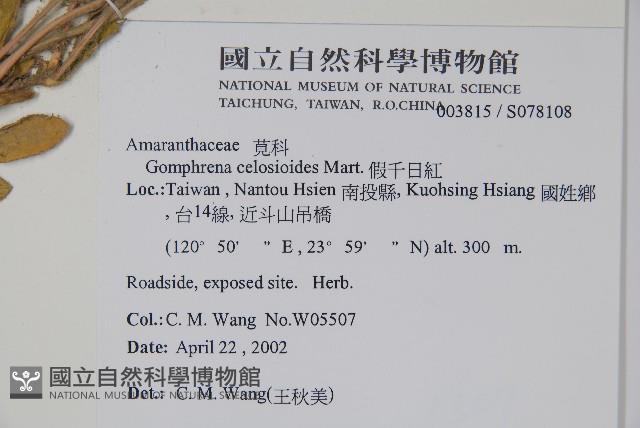 國立自然科學博物館
NATIONAL MUSEUM OF NATURAL SCIENCE
TAICHUNG, TAIWAN, R.O.CHINA
003815 / S078108
Amaranthaceae 莧科
Gomphrena celosioides Mart. 假千日紅
Loc.:Taiwan , Nantou Hsien 南投縣, Kuohsing Hsiang 國姓鄉
, 台14線, 近斗山吊橋
(120° 50' " E , 23° 59' " N) alt. 300 m.
Roadside, exposed site. Herb.
Col.: C. M. Wang No.W05507
Date: April 22 , 2002
Det.: C. M. Wang(王秋美)
國立自然科學博物館
NATIONAL MUSEUM OF NATURAL SCIENCE